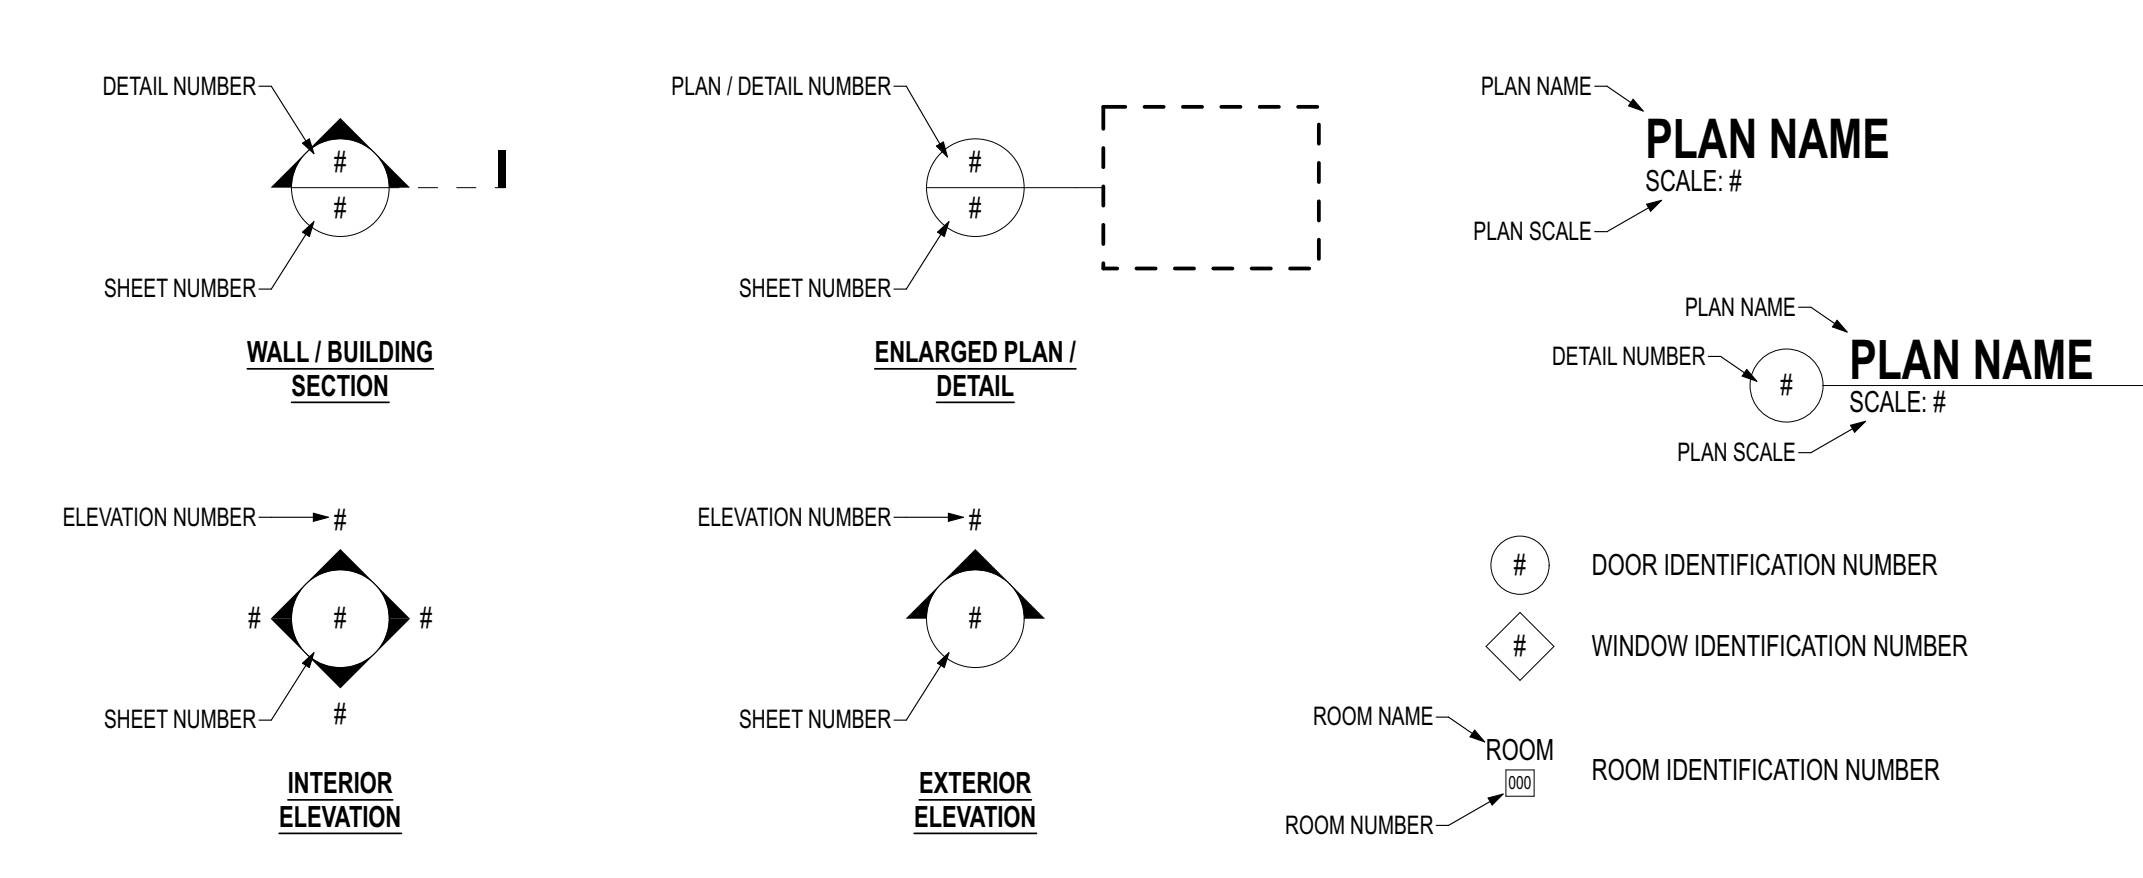 DETAIL NUMBER
#
#
SHEET NUMBER
WALL / BUILDING
SECTION
PLAN / DETAIL NUMBER
#
#
SHEET NUMBER
ENLARGED PLAN /
DETAIL
PLAN NAME
PLAN NAME
SCALE: #
PLAN SCALE
PLAN NAME
DETAIL NUMBER
#
PLAN NAME
SCALE: #
PLAN SCALE
ELEVATION NUMBER
#
#
#
#
SHEET NUMBER
#
INTERIOR
ELEVATION
ELEVATION NUMBER
#
#
SHEET NUMBER
EXTERIOR
ELEVATION
# DOOR IDENTIFICATION NUMBER
# WINDOW IDENTIFICATION NUMBER
ROOM NAME
ROOM
000
ROOM IDENTIFICATION NUMBER
ROOM NUMBER